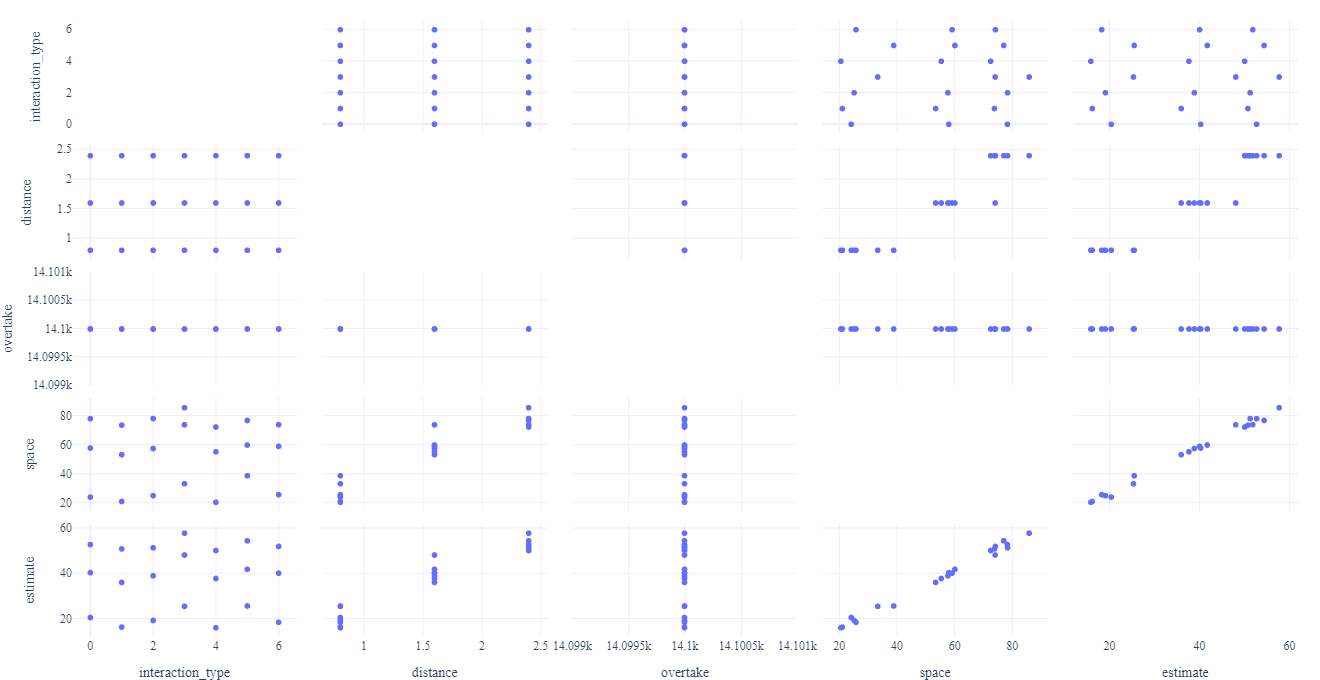 interaction_type
6
4
2
0
distance
2.5
2
1.5
1
overtake
14.101k
14.1005k
14.1k
14.0995k
14.099k
space
80
60
40
20
estimate
60
40
20
0 2 4 6 1 1.5 2 2.5 14.099k 14.0995k 14.1k 14.1005k 14.101k 20 40 60 80 20 40 60
interaction_type distance overtake space estimate